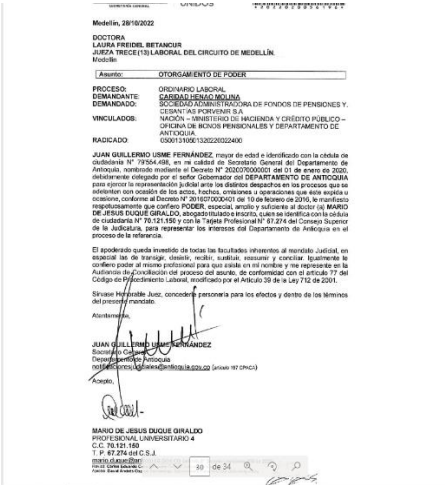 SECRETARÍA GENERAL UNIDOS
Medellín, 28/10/2022
DOCTORA
LAURA FREIDEL BETANCUR
JUEZA TRECE (13) LABORAL DEL CIRCUITO DE MEDELLÍN.
Medellín
Asunto: OTORGAMIENTO DE PODER
PROCESO: ORDINARIO LABORAL
DEMANDANTE: CARIDAD HENAO MOLINA
DEMANDADO: SOCIEDAD ADMINISTRADORA DE FONDOS DE PENSIONES Y.
CESANTÍAS PORVENIR S.A
VINCULADOS: NACIÓN – MINISTERIO DE HACIENDA Y CRÉDITO PÚBLICO –
OFICINA DE BONOS PENSIONALES Y DEPARTAMENTO DE
ANTIOQUIA.
RADICADO:
JUAN GUILLERMO USME FERNÁNDEZ, mayor de edad e identificado con la cédula de
ciudadanía N° 79'554.498, en mi calidad de Secretario General del Departamento de
Antioquia, nombrado mediante el Decreto N° 2020070000001 del 01 de enero de 2020,
debidamente delegado por el señor Gobernador del DEPARTAMENTO DE ANTIOQUIA
para ejercer la representación judicial ante los distintos despachos en los procesos que se
adelanten con ocasión de los actos, hechos, omisiones u operaciones que éste expida u
ocasione, conforme al Decreto N° 2016070000401 del 10 de febrero de 2016, le manifiesto
respetuosamente que confiero PODER, especial, amplio y suficiente al doctor (a) MARIO
DE JESUS DUQUE GIRALDO, abogado titulado e inscrito, quien se identifica con la cédula
de ciudadanía N° 70.121.150 y con la Tarjeta Profesional N° 67.274 del Consejo Superior
de la Judicatura, para representar los intereses del Departamento de Antioquia en el
proceso de la referencia.
El apoderado queda investido de todas las facultades inherentes al mandato Judicial, en
especial las de transigir, desistir, recibir, sustituir, reasumir y conciliar. Igualmente le
confiero poder al mismo profesional para que asista en mi nombre y me represente en la
Audiencia de Conciliación del proceso del asunto, de conformidad con el artículo 77 del
Código de Procedimiento Laboral, modificado por el Artículo 39 de la Ley 712 de 2001.
Sírvase Honorable Juez, concederle personería para los efectos y dentro de los términos
del presente mandato.
Atentamente,
JUAN GUILLERMO USME FERNÁNDEZ
Secretario General
Departamento de Antioquia
notificacionesjudiciales@antioquia.gov.co (artículo 197 CPACA)
Acepto,
MARIO DE JESUS DUQUE GIRALDO
PROFESIONAL UNIVERSITARIO 4
C.C. 70.121.150
T. P. 67.274 del C.S.J.
30 de 34